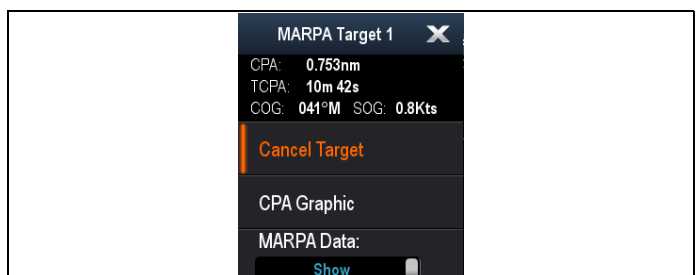 MARPA Target 1 X
CPA: 0.753nm
TCPA: 10m 42s
COG: 041°M SOG: 0.8Kts
Cancel Target
CPA Graphic
MARPA Data:
Show